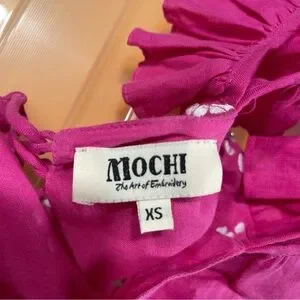 MOCHI
The Art of Embroidery
XS